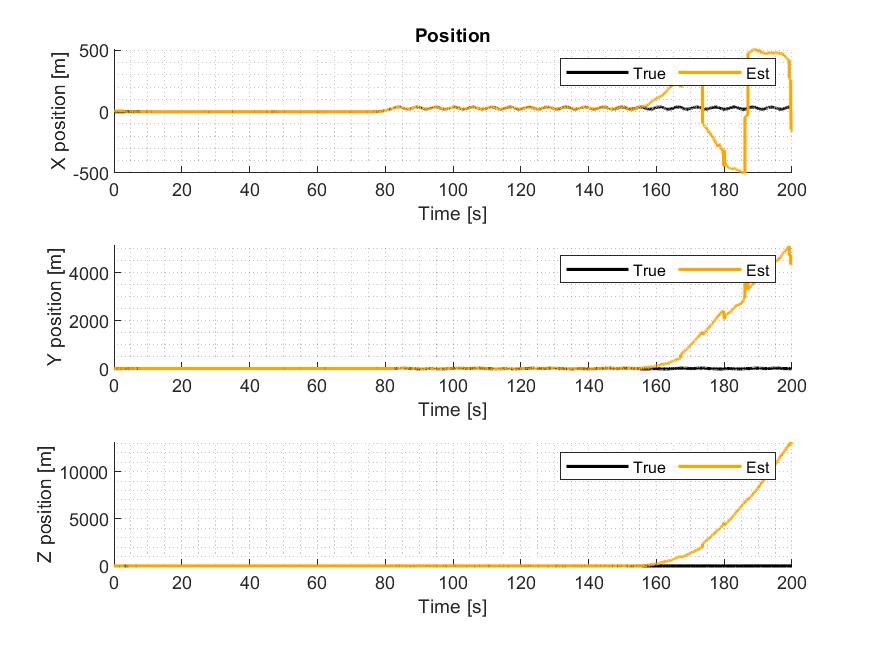 Position
X position [m]
500
0
-500
True Est
0 20 40 60 80 100 120 140 160 180 200
Time [s]
Y position [m]
4000
2000
0
True Est
0 20 40 60 80 100 120 140 160 180 200
Time [s]
Z position [m]
10000
5000
0
True Est
0 20 40 60 80 100 120 140 160 180 200
Time [s]